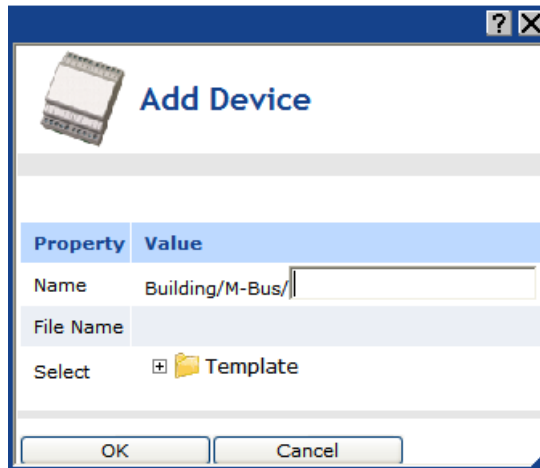 ?
Add Device
Property Value
Name Building/M-Bus/
File Name
Select Template
OK Cancel